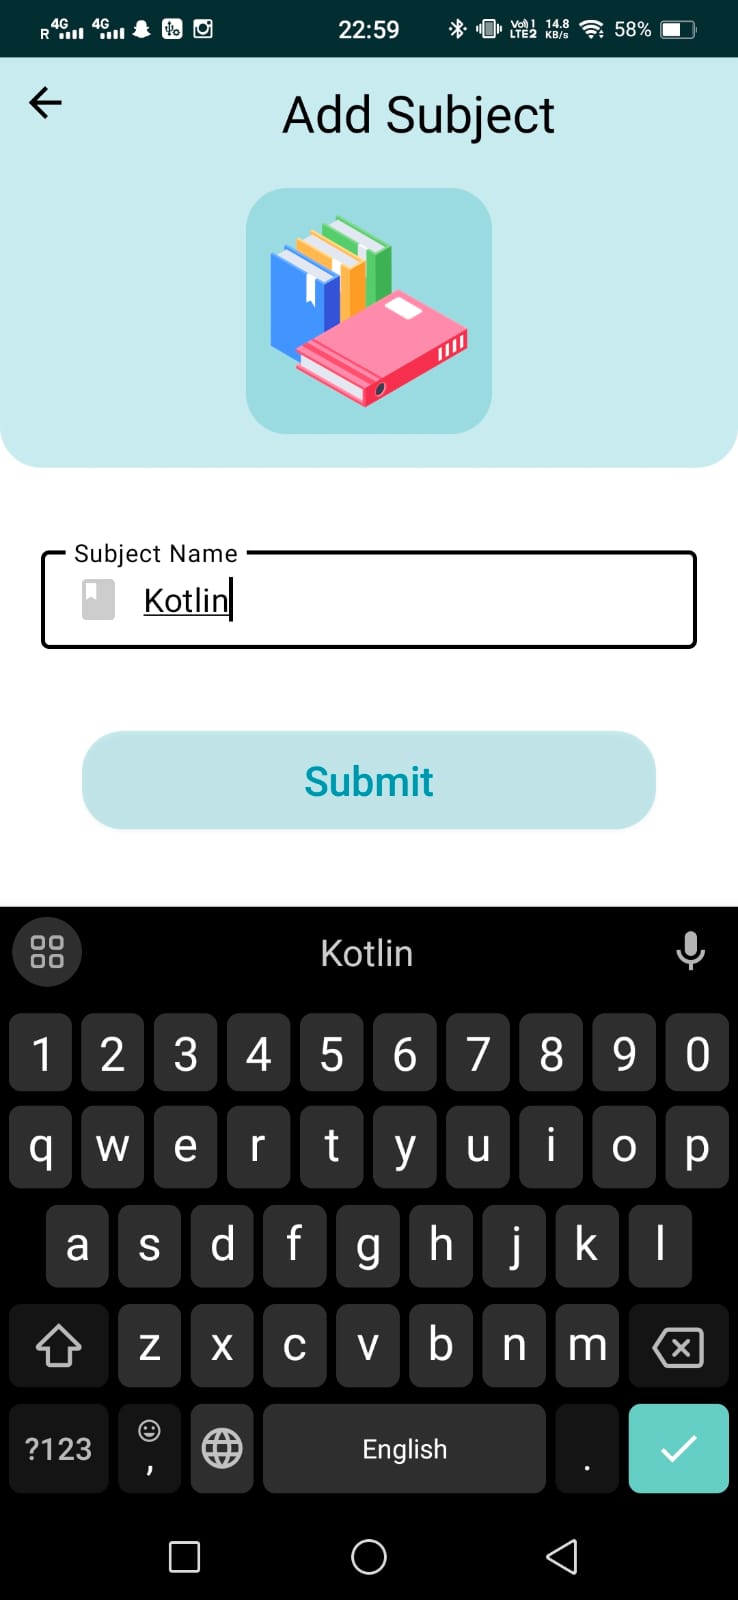 R 4G 4G 22:59 Vo) 1 LTE2 14.8 KB/s 58%
Add Subject
Subject Name
Kotlin
Submit
Kotlin
1 2 3 4 5 6 7 8 9 0
q w e r t y u i o p
a s d f g h j k l
z x c v b n m
?123 , English .